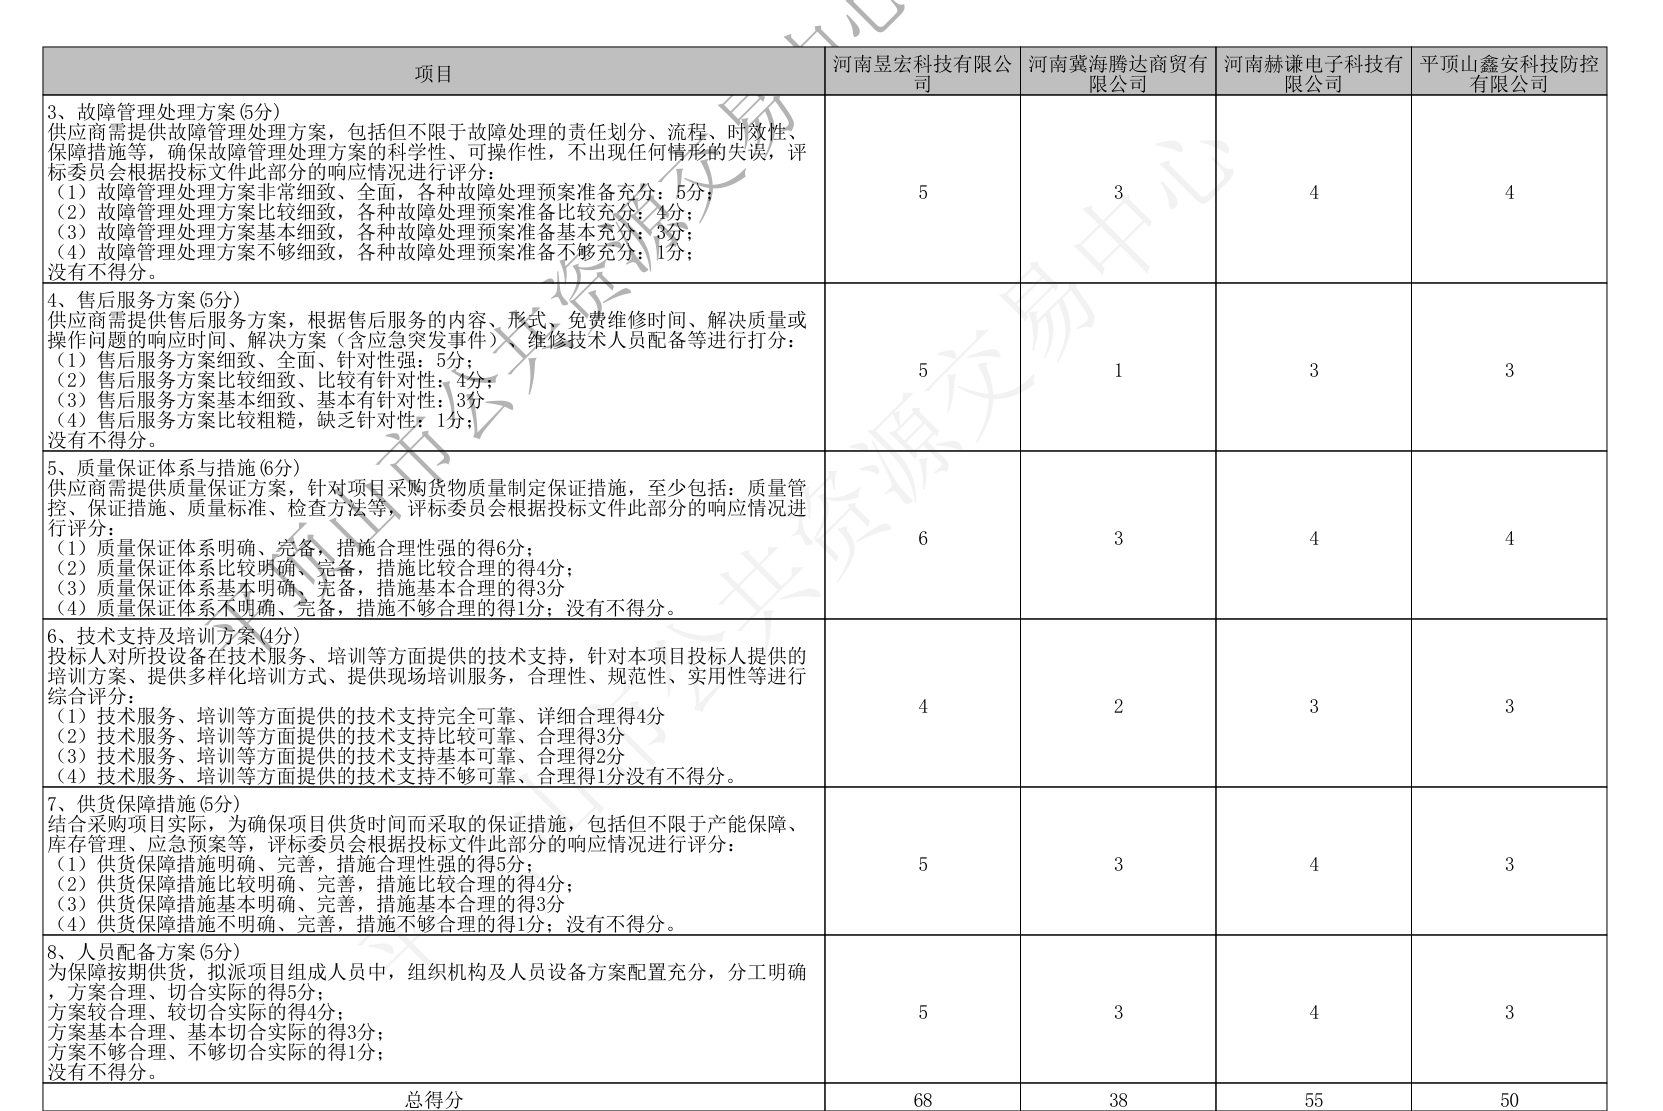 项目
河南昱宏科技有限公
司
河南冀海腾达商贸有
限公司
河南赫谦电子科技有
限公司
平顶山鑫安科技防控
有限公司
3、故障管理处理方案(5分)
供应商需提供故障管理处理方案，包括但不限于故障处理的责任划分、流程、时效性、
保障措施等，确保故障管理处理方案的科学性、可操作性，不出现任何情形的失误，评
标委员会根据投标文件此部分的响应情况进行评分：
（1）故障管理处理方案非常细致、全面，各种故障处理预案准备充分：5分；
（2）故障管理处理方案比较细致，各种故障处理预案准备比较充分：4分；
（3）故障管理处理方案基本细致，各种故障处理预案准备基本充分：3分；
（4）故障管理处理方案不够细致，各种故障处理预案准备不够充分：1分；
没有不得分。
5
3
4
4
4、售后服务方案(5分)
供应商需提供售后服务方案，根据售后服务的内容、形式、免费维修时间、解决质量或
操作问题的响应时间、解决方案（含应急突发事件）、维修技术人员配备等进行打分：
（1）售后服务方案细致、全面、针对性强：5分；
（2）售后服务方案比较细致、比较有针对性：4分；
（3）售后服务方案基本细致、基本有针对性：3分
（4）售后服务方案比较粗糙，缺乏针对性：1分；
没有不得分。
5
1
3
3
5、质量保证体系与措施(6分)
供应商需提供质量保证方案，针对项目采购货物质量制定保证措施，至少包括：质量管
控、保证措施、质量标准、检查方法等，评标委员会根据投标文件此部分的响应情况进
行评分：
（1）质量保证体系明确、完备，措施合理性强的得6分；
（2）质量保证体系比较明确、完备，措施比较合理的得4分；
（3）质量保证体系基本明确、完备，措施基本合理的得3分
（4）质量保证体系不明确、完备，措施不够合理的得1分；没有不得分。
6
3
4
4
6、技术支持及培训方案(4分)
投标人对所投设备在技术服务、培训等方面提供的技术支持，针对本项目投标人提供的
培训方案、提供多样化培训方式、提供现场培训服务，合理性、规范性、实用性等进行
综合评分：
（1）技术服务、培训等方面提供的技术支持完全可靠、详细合理得4分
（2）技术服务、培训等方面提供的技术支持比较可靠、合理得3分
（3）技术服务、培训等方面提供的技术支持基本可靠、合理得2分
（4）技术服务、培训等方面提供的技术支持不够可靠、合理得1分没有不得分。
4
2
3
3
7、供货保障措施(5分)
结合采购项目实际，为确保项目供货时间而采取的保证措施，包括但不限于产能保障、
库存管理、应急预案等，评标委员会根据投标文件此部分的响应情况进行评分：
（1）供货保障措施明确、完善，措施合理性强的得5分；
（2）供货保障措施比较明确、完善，措施比较合理的得4分；
（3）供货保障措施基本明确、完善，措施基本合理的得3分
（4）供货保障措施不明确、完善，措施不够合理的得1分；没有不得分。
5
3
4
3
8、人员配备方案(5分)
为保障按期供货，拟派项目组成人员中，组织机构及人员设备方案配置充分，分工明确
，方案合理、切合实际的得5分；
方案较合理、较切合实际的得4分；
方案基本合理、基本切合实际的得3分；
方案不够合理、不够切合实际的得1分；
没有不得分。
5
3
4
3
总得分
68
38
55
50
平顶山市公共资源交易中心
平顶山市公共资源交易中心